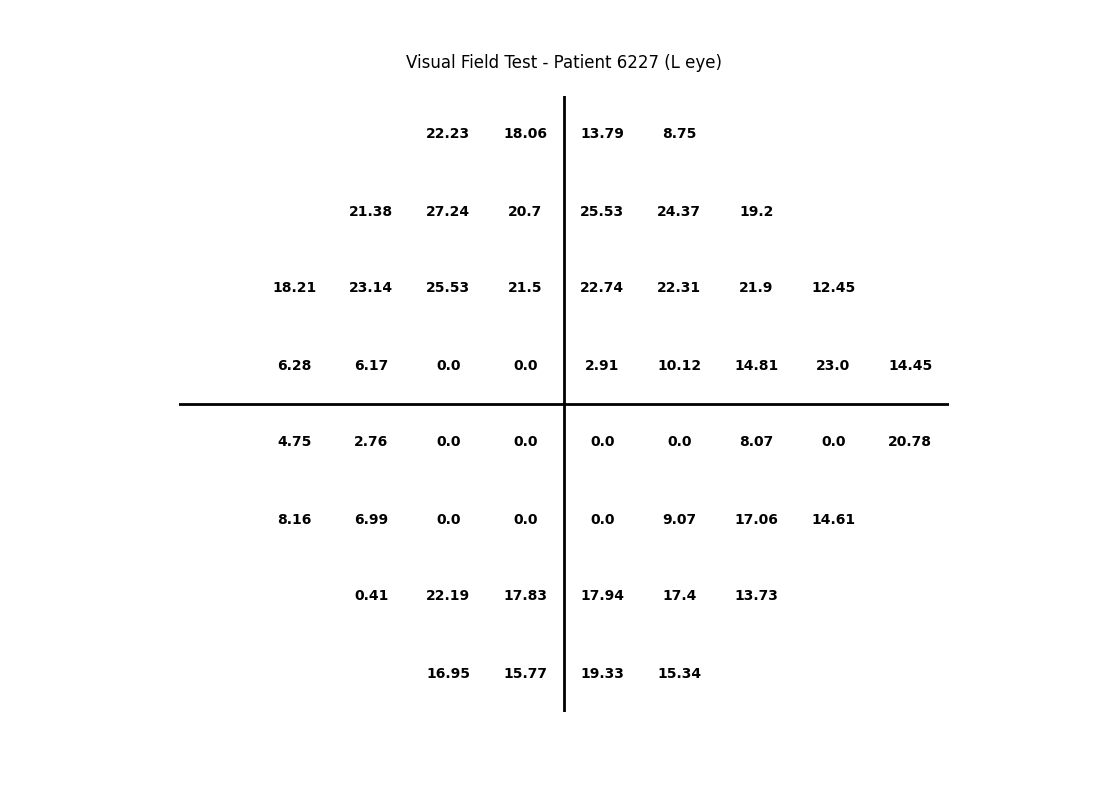 Visual Field Test - Patient 6227 (L eye)
22.23 18.06 13.79 8.75
21.38 27.24 20.7 25.53 24.37 19.2
18.21 23.14 25.53 21.5 22.74 22.31 21.9 12.45
6.28 6.17 0.0 0.0 2.91 10.12 14.81 23.0 14.45
4.75 2.76 0.0 0.0 0.0 0.0 8.07 0.0 20.78
8.16 6.99 0.0 0.0 0.0 9.07 17.06 14.61
0.41 22.19 17.83 17.94 17.4 13.73
16.95 15.77 19.33 15.34